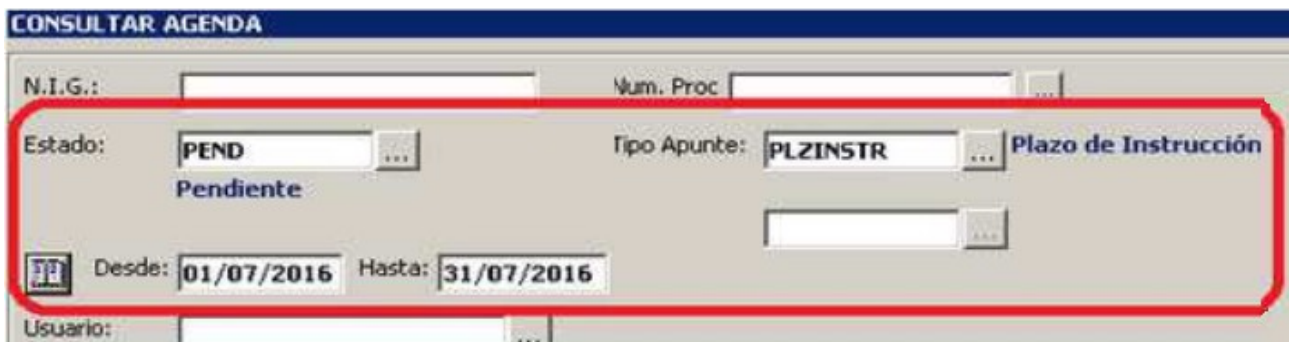 CONSULTAR AGENDA
N.I.G.: Num. Proc ...
Estado: PEND ... Tipo Apunte: PLZINSTR ... Plazo de Instrucción
Pendiente
...
Desde: 01/07/2016 Hasta: 31/07/2016
Usuario: ...